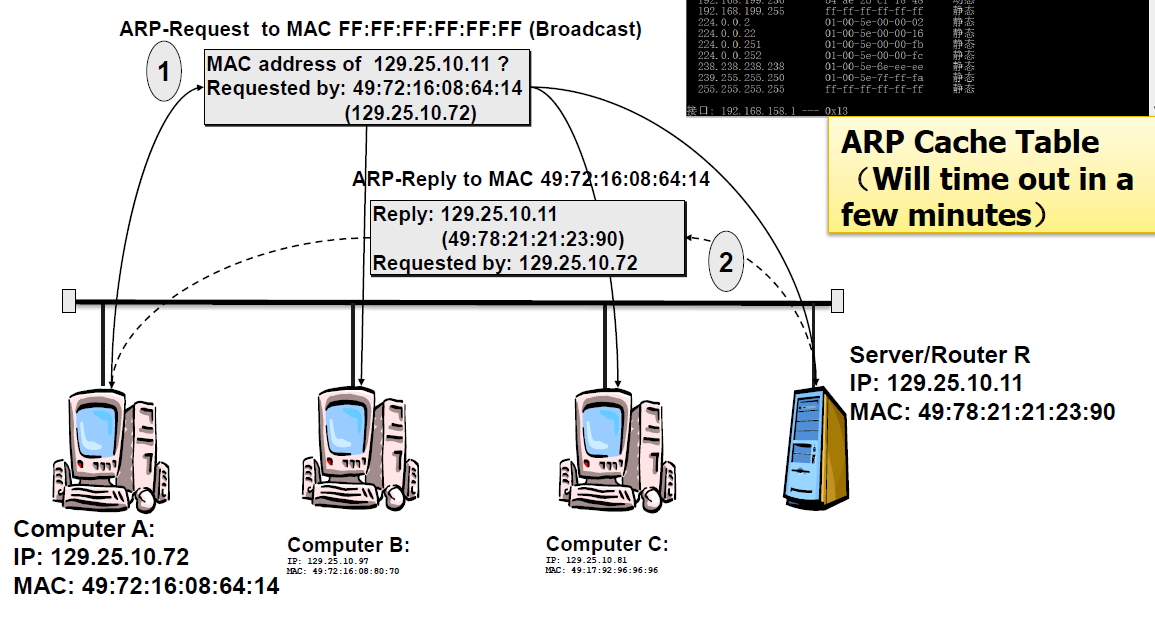 ARP-Request to MAC FF:FF:FF:FF:FF:FF (Broadcast)
1
MAC address of 129.25.10.11 ?
Requested by: 49:72:16:08:64:14
(129.25.10.72)
192.168.199.255 ff-ff-ff-ff-ff-ff 静态
224.0.0.2 01-00-5e-00-00-02 静态
224.0.0.22 01-00-5e-00-00-16 静态
224.0.0.251 01-00-5e-00-00-fb 静态
224.0.0.252 01-00-5e-00-00-fc 静态
238.238.238.238 01-00-5e-6e-ee-ee 静态
239.255.255.250 01-00-5e-7f-ff-fa 静态
255.255.255.255 ff-ff-ff-ff-ff-ff 静态
接口: 192.168.158.1 --- 0x13
ARP Cache Table
（Will time out in a
few minutes）
ARP-Reply to MAC 49:72:16:08:64:14
Reply: 129.25.10.11
(49:78:21:21:23:90)
Requested by: 129.25.10.72
2
Server/Router R
IP: 129.25.10.11
MAC: 49:78:21:21:23:90
Computer A:
IP: 129.25.10.72
MAC: 49:72:16:08:64:14
Computer B:
IP: 129.25.10.97
MAC: 49:72:16:08:80:70
Computer C:
IP: 129.25.10.81
MAC: 49:17:92:96:96:96